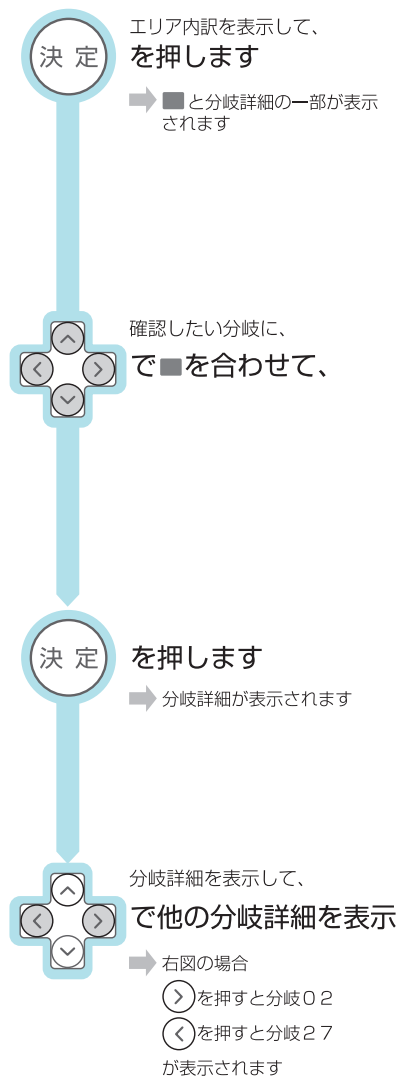 エリア内訳を表示して、
決 定
を押します
■と分岐詳細の一部が表示
されます
確認したい分岐に、
で■を合わせて、
決 定
を押します
分岐詳細が表示されます
分岐詳細を表示して、
で他の分岐詳細を表示
右図の場合
>を押すと分岐０２
<を押すと分岐２７
が表示されます